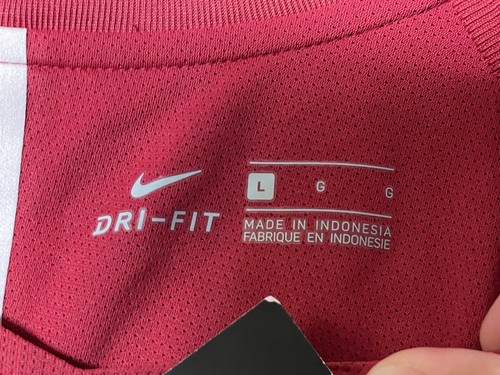 DRI-FIT
L G G
MADE IN INDONESIA
FABRIQUE EN INDONESIE